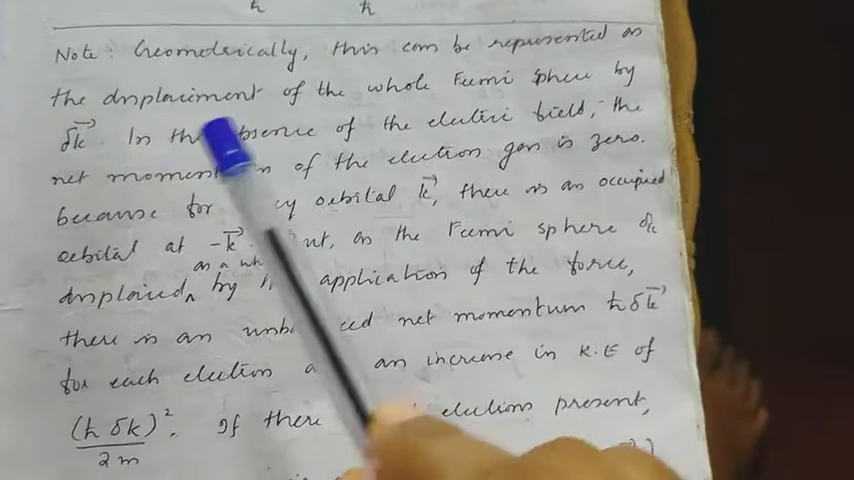 ħ ħ
Note: Geometrically, this can be represented as
the displacement of the whole Fermi sphere by
δk⃗. In the absence of the electric field, the
net moment of the electron gas is zero.
because for orbital k⃗, there is an occupied
orbital at -k⃗. as the Fermi sphere is
displaced by application of the force,
as a
there is an net momentum ħδk⃗
for each electron an increase in K.E of
(ħ δk)²/2m. If there electrons present,